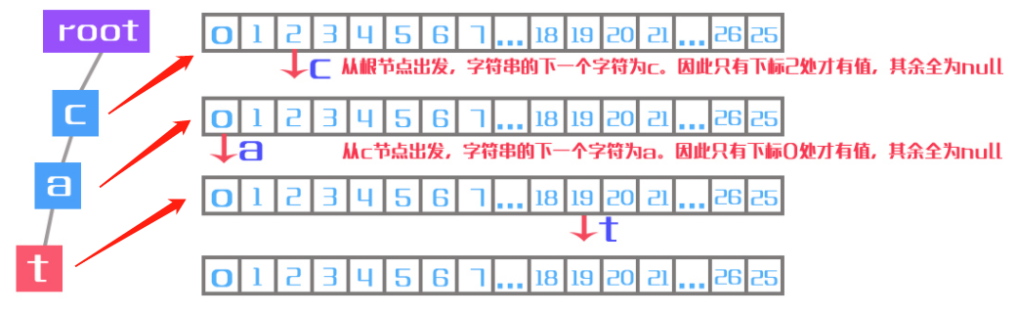 root
0 1 2 3 4 5 6 7 ... 18 19 20 21 ... 26 25
c 从根节点出发，字符串的下一个字符为c。因此只有下标2处才有值，其余全为null
c
0 1 2 3 4 5 6 7 ... 18 19 20 21 ... 26 25
a 从c节点出发，字符串的下一个字符为a。因此只有下标0处才有值，其余全为null
a
0 1 2 3 4 5 6 7 ... 18 19 20 21 ... 26 25
t
t
0 1 2 3 4 5 6 7 ... 18 19 20 21 ... 26 25